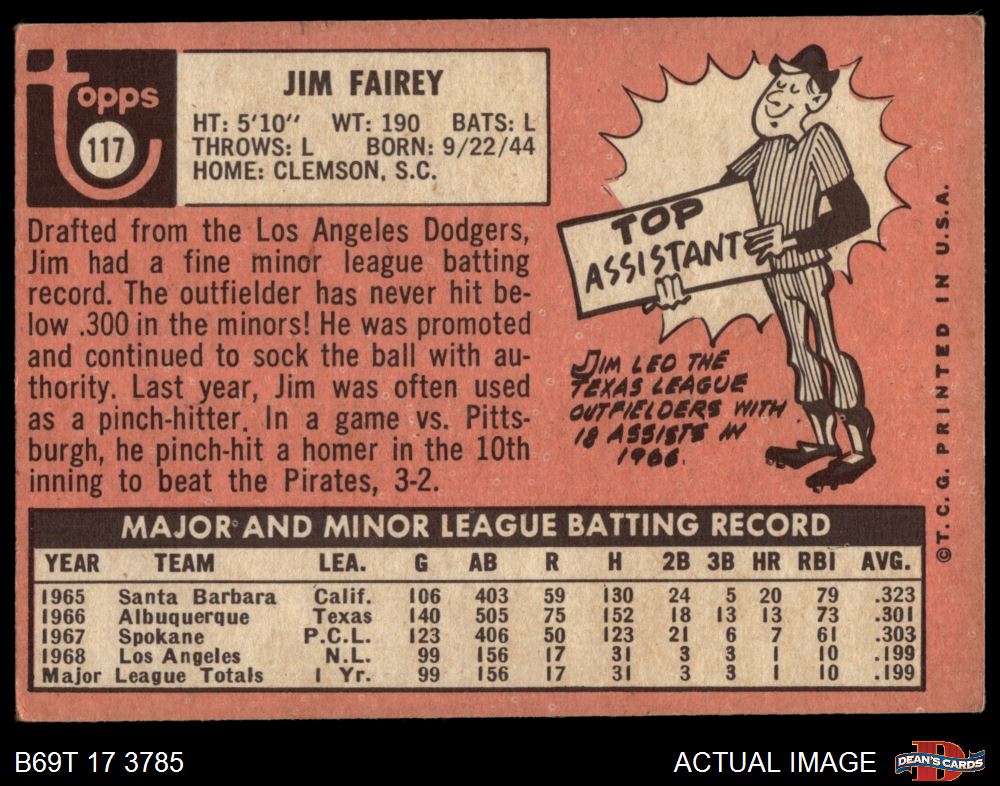 topps
117
JIM FAIREY
HT: 5'10" WT: 190 BATS: L
THROWS: L BORN: 9/22/44
HOME: CLEMSON, S.C.
Drafted from the Los Angeles Dodgers,
Jim had a fine minor league batting
record. The outfielder has never hit be-
low .300 in the minors! He was promoted
and continued to sock the ball with au-
thority. Last year, Jim was often used
as a pinch-hitter. In a game vs. Pitts-
burgh, he pinch-hit a homer in the 10th
inning to beat the Pirates, 3-2.
TOP
ASSISTANT
JIM LED THE
TEXAS LEAGUE
OUTFIELDERS WITH
18 ASSISTS IN
1966.
©T. C. G. PRINTED IN U.S.A.
MAJOR AND MINOR LEAGUE BATTING RECORD
YEAR TEAM LEA. G AB R H 2B 3B HR RBI AVG.
1965 Santa Barbara Calif. 106 403 59 130 24 5 20 79 .323
1966 Albuquerque Texas 140 505 75 152 18 13 13 73 .301
1967 Spokane P.C.L. 123 406 50 123 21 6 7 61 .303
1968 Los Angeles N.L. 99 156 17 31 3 3 1 10 .199
Major League Totals 1 Yr. 99 156 17 31 3 3 1 10 .199
B69T 17 3785
ACTUAL IMAGE
DEAN'S CARDS